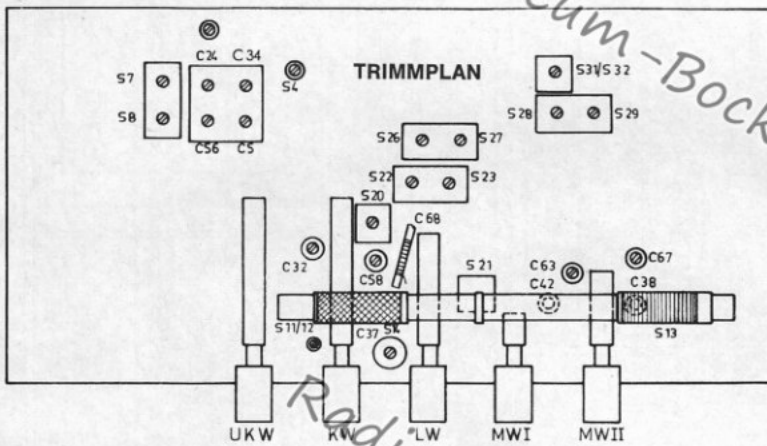 C24 C34
S31/S32
S7
S4
TRIMMPLAN
S8
S28 S29
C56 C5
S26 S27
S22 S23
S20
C68
C32
C58
S21
C63
C67
C42
C38
S11/12
C37
S13
UKW KW LW MWI MWII